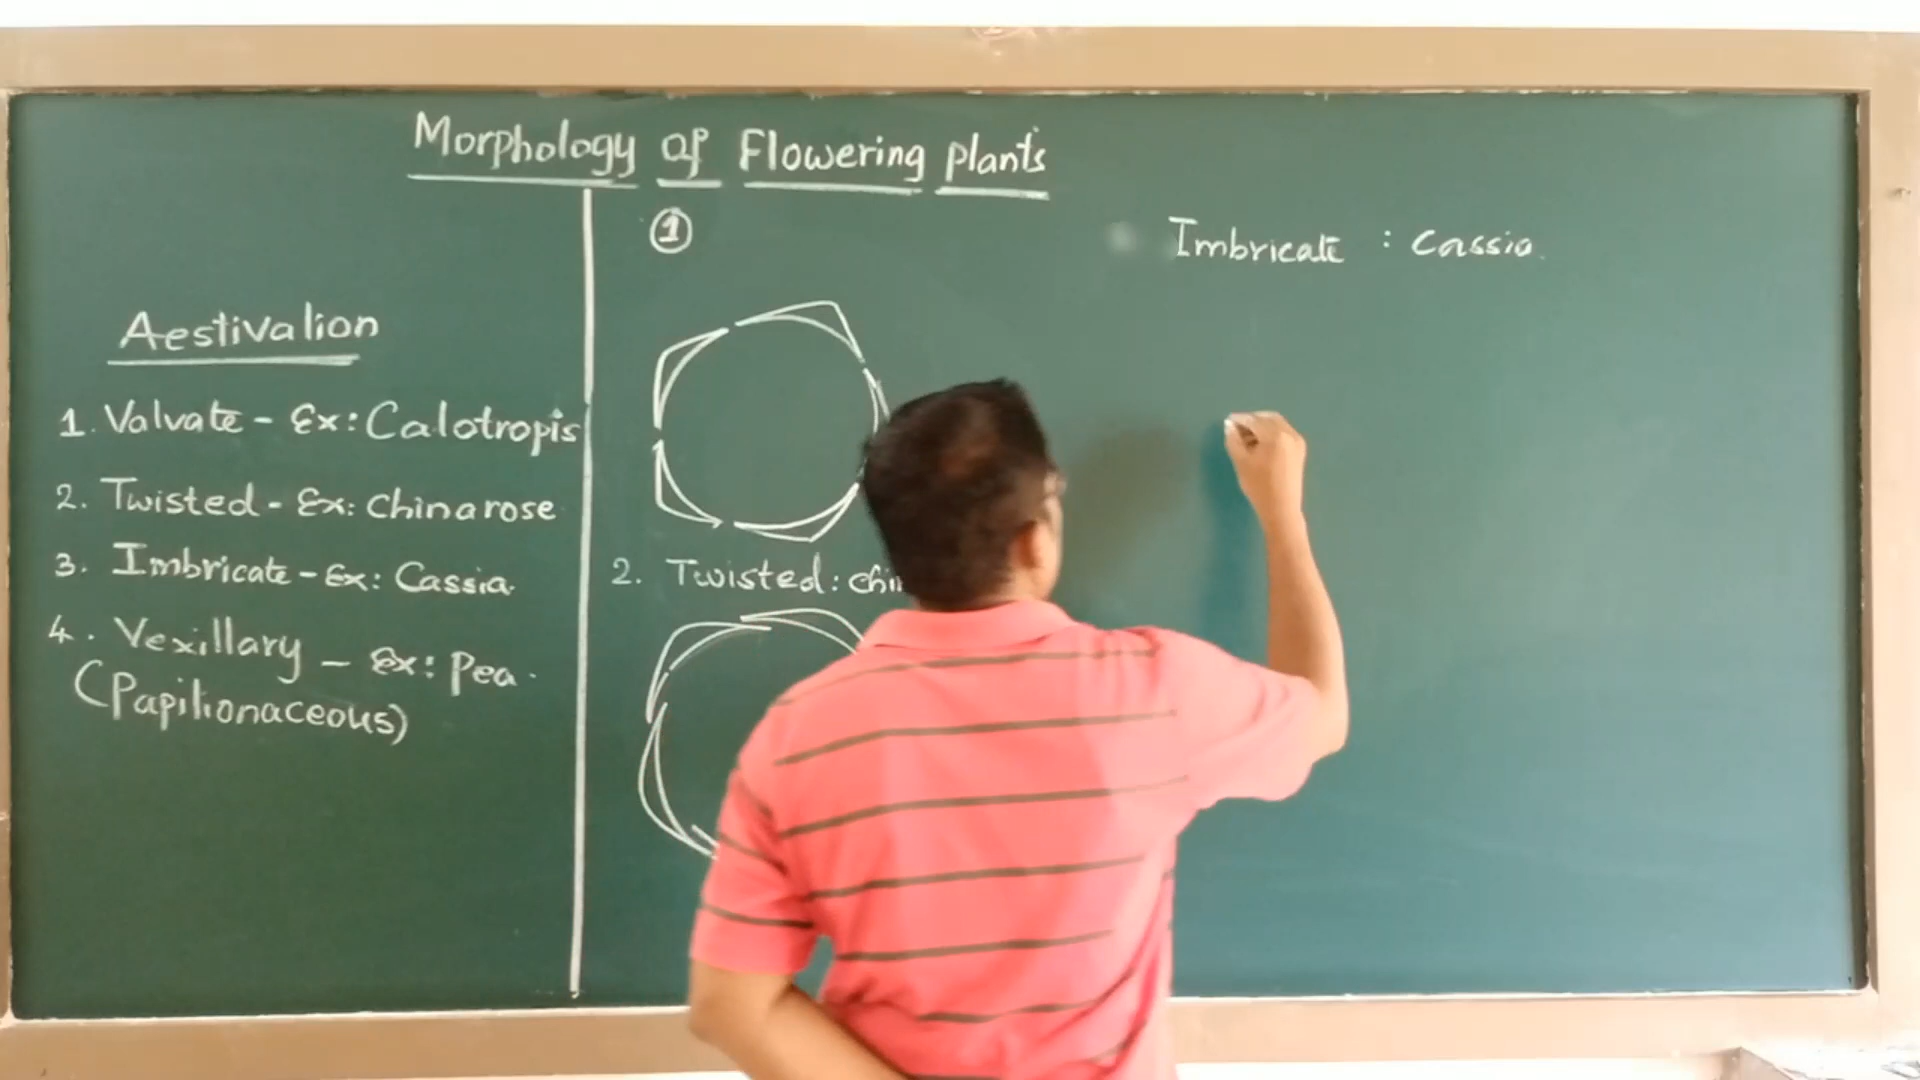 Morphology of Flowering plants
Aestivation
1. Valvate - Ex: Calotropis
2. Twisted - Ex: China rose
3. Imbricate - Ex: Cassia.
4. Vexillary - Ex: Pea.
(Papilionaceous)
1
2. Twisted: chin
Imbricate : Cassia.